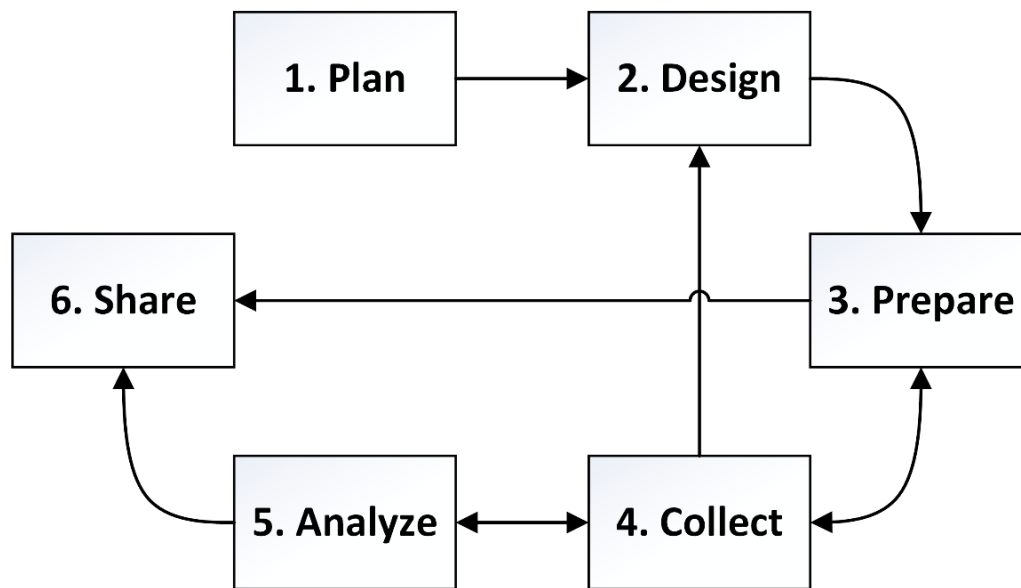 1. Plan
2. Design
6. Share
3. Prepare
5. Analyze
4. Collect